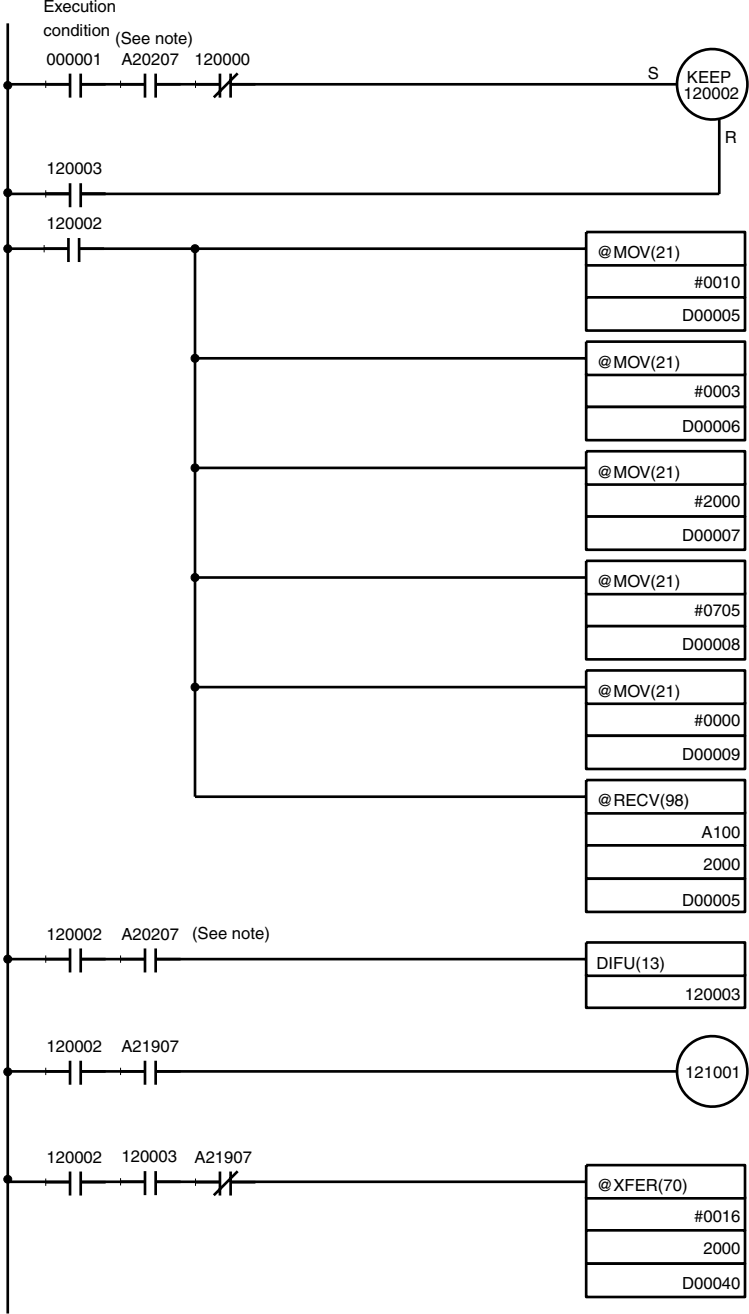 Execution
condition (See note)
000001 A20207 120000
S KEEP
120002
R
120003
120002
@MOV(21)
#0010
D00005
@MOV(21)
#0003
D00006
@MOV(21)
#2000
D00007
@MOV(21)
#0705
D00008
@MOV(21)
#0000
D00009
@RECV(98)
A100
2000
D00005
120002 A20207 (See note)
DIFU(13)
120003
120002 A21907
121001
120002 120003 A21907
@XFER(70)
#0016
2000
D00040